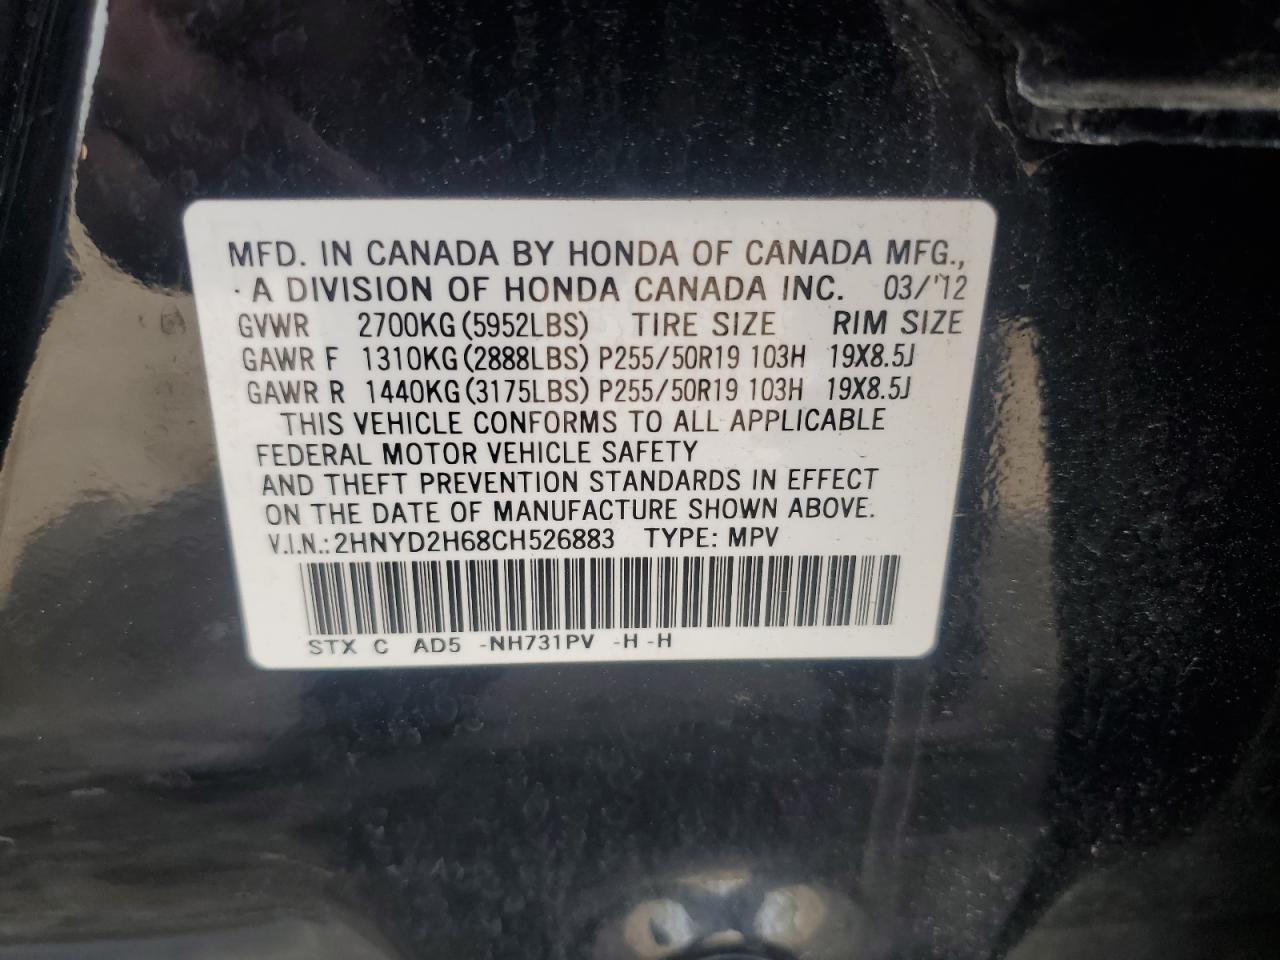 MFD. IN CANADA BY HONDA OF CANADA MFG.,
A DIVISION OF HONDA CANADA INC. 03/'12
GVWR 2700KG(5952LBS) TIRE SIZE RIM SIZE
GAWR F 1310KG(2888LBS) P255/50R19 103H 19X8.5J
GAWR R 1440KG(3175LBS) P255/50R19 103H 19X8.5J
THIS VEHICLE CONFORMS TO ALL APPLICABLE
FEDERAL MOTOR VEHICLE SAFETY
AND THEFT PREVENTION STANDARDS IN EFFECT
ON THE DATE OF MANUFACTURE SHOWN ABOVE.
V.I.N.: 2HNYD2H68CH526883 TYPE: MPV
STX C AD5 -NH731PV -H -H